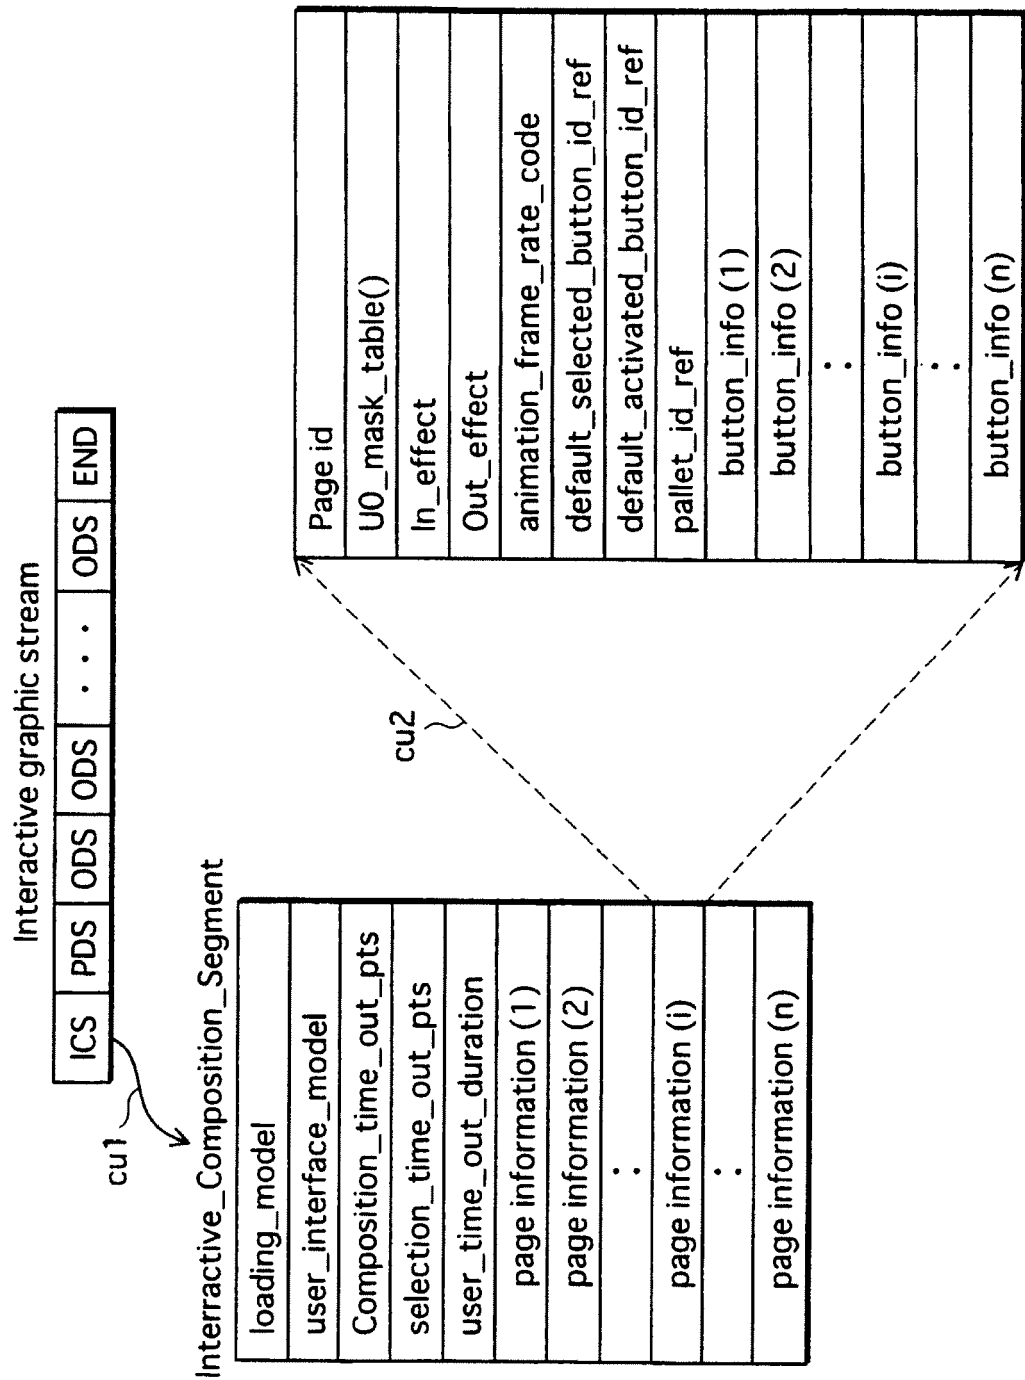 Interactive graphic stream
ICS PDS ODS ODS · · · ODS END
cu1
Interractive_Composition_Segment
loading_model
user_interface_model
Composition_time_out_pts
selection_time_out_pts
user_time_out_duration
page information (1)
page information (2)
· ·
page information (i)
· ·
page information (n)
cu2
Page id
UO_mask_table()
In_effect
Out_effect
animation_frame_rate_code
default_selected_button_id_ref
default_activated_button_id_ref
pallet_id_ref
button_info (1)
button_info (2)
· ·
button_info (i)
· ·
button_info (n)